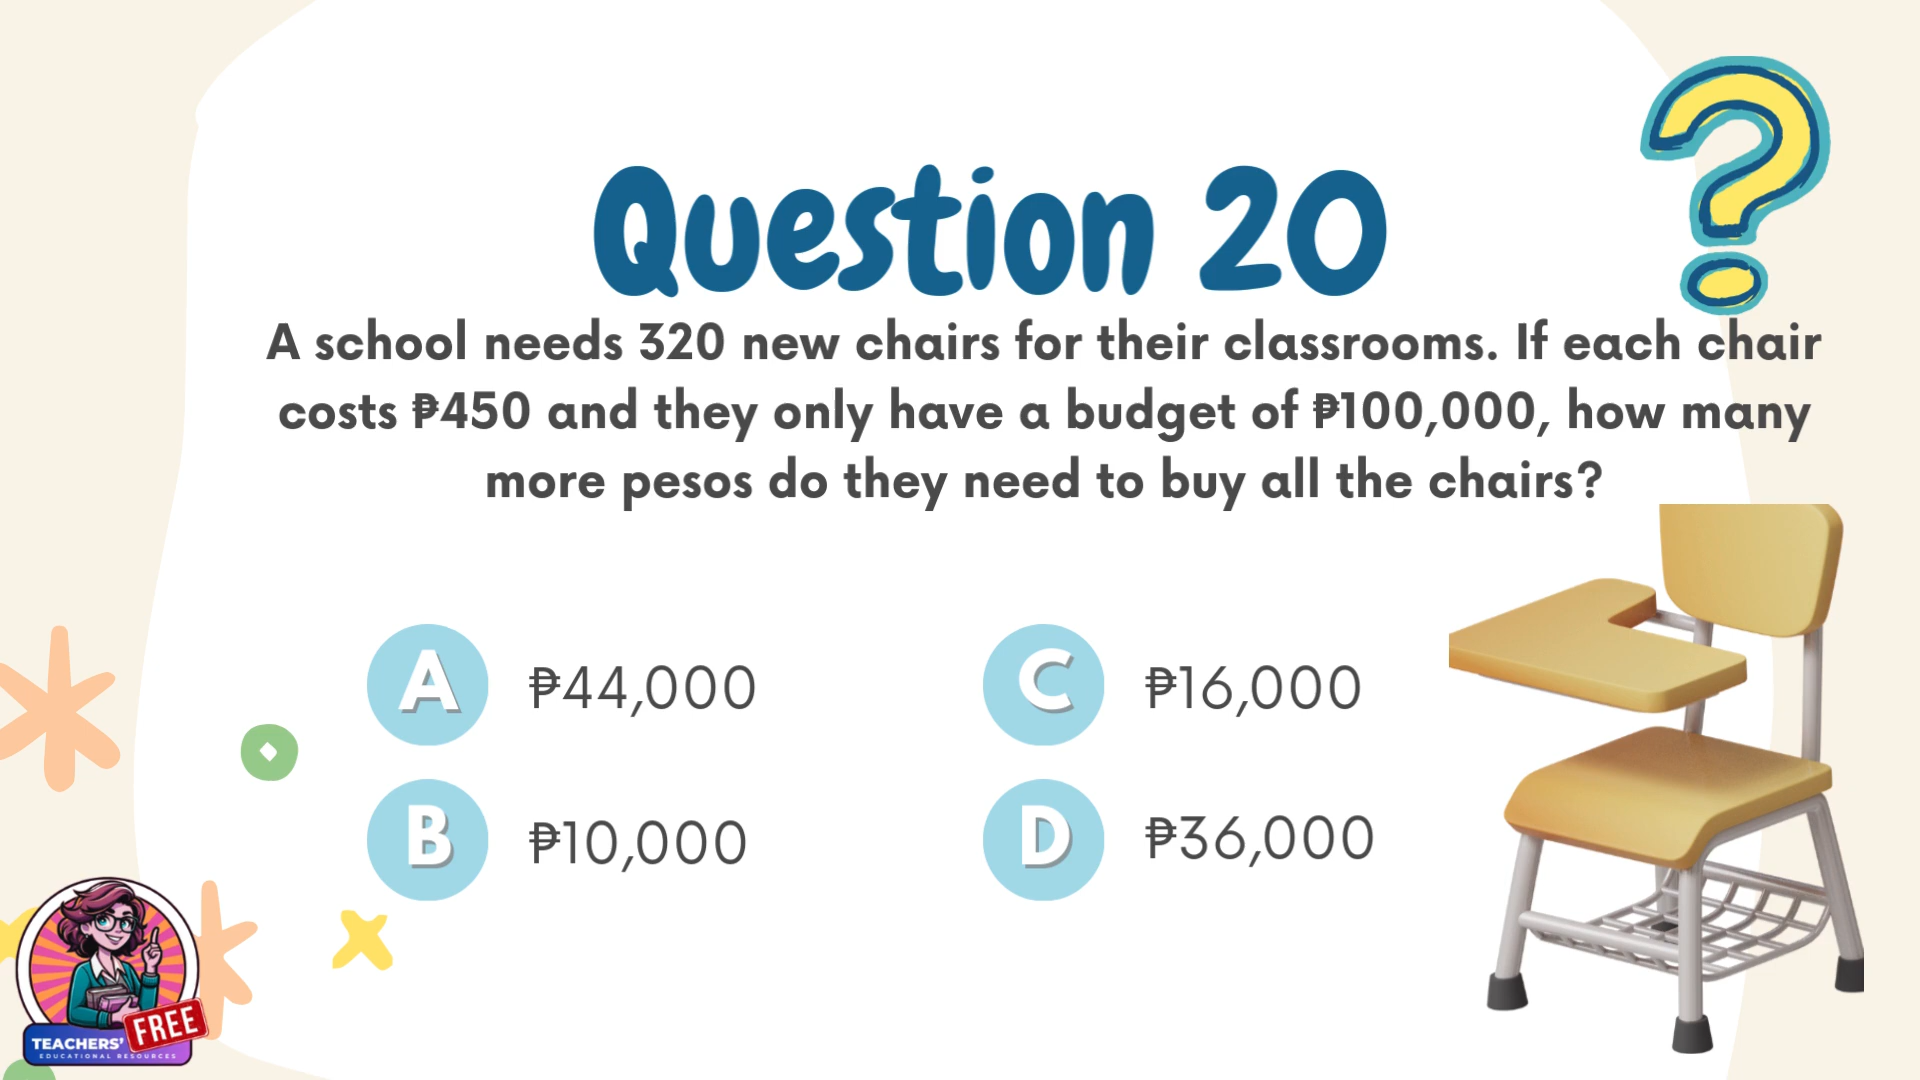 Question 20
A school needs 320 new chairs for their classrooms. If each chair
costs ₱450 and they only have a budget of ₱100,000, how many
more pesos do they need to buy all the chairs?
A ₱44,000
B ₱10,000
C ₱16,000
D ₱36,000
FREE
TEACHERS'
EDUCATIONAL RESOURCES